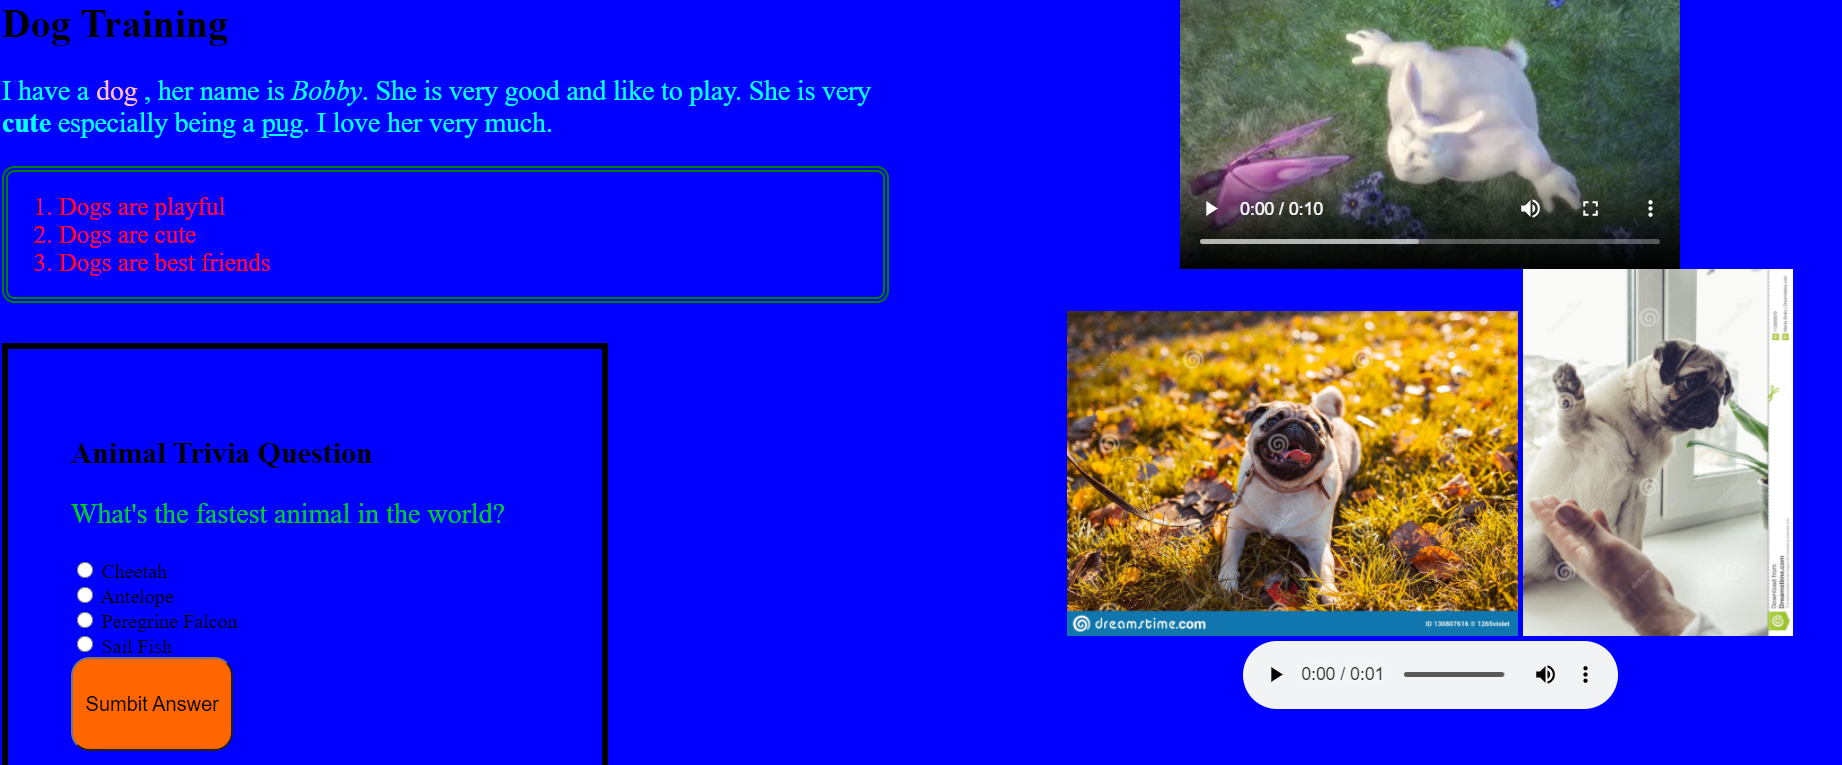 Dog Training
I have a dog , her name is Bobby. She is very good and like to play. She is very
cute especially being a pug. I love her very much.
1. Dogs are playful
2. Dogs are cute
3. Dogs are best friends
Animal Trivia Question
What's the fastest animal in the world?
Cheetah
Antelope
Peregrine Falcon
Sail Fish
Sumbit Answer
0:00 / 0:10
dreamstime.com
ID 130807616 © 1265violet
Download from
Dreamstime.com
0:00 / 0:01